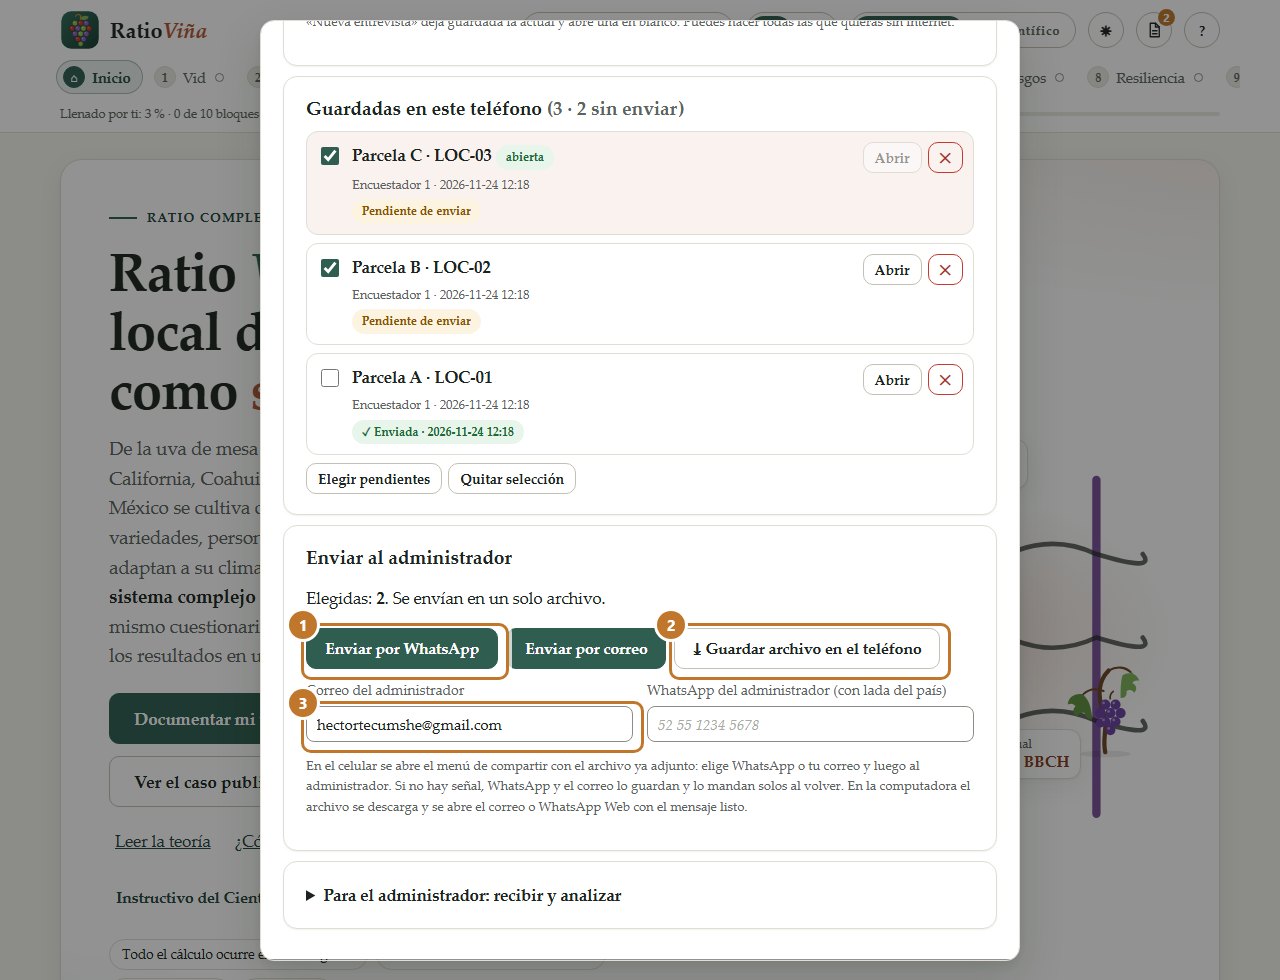 RatioViña
«Nueva entrevista» deja guardada la actual y abre una en blanco. Puedes hacer todas las que quieras sin internet.
ntífico
2
?
Inicio
1 Vid
2
sgos
8 Resiliencia
9
Llenado por ti: 3 % · 0 de 10 bloques
Guardadas en este teléfono (3 · 2 sin enviar)
Parcela C · LOC-03 abierta
Abrir
Encuestador 1 · 2026-11-24 12:18
Pendiente de enviar
Parcela B · LOC-02
Abrir
Encuestador 1 · 2026-11-24 12:18
Pendiente de enviar
Parcela A · LOC-01
Abrir
Encuestador 1 · 2026-11-24 12:18
✓ Enviada · 2026-11-24 12:18
Elegir pendientes
Quitar selección
Enviar al administrador
Elegidas: 2. Se envían en un solo archivo.
1
2
Enviar por WhatsApp
Enviar por correo
⤓ Guardar archivo en el teléfono
Correo del administrador
WhatsApp del administrador (con lada del país)
3
hectortecumshe@gmail.com
52 55 1234 5678
En el celular se abre el menú de compartir con el archivo ya adjunto: elige WhatsApp o tu correo y luego al
administrador. Si no hay señal, WhatsApp y el correo lo guardan y lo mandan solos al volver. En la computadora el
archivo se descarga y se abre el correo o WhatsApp Web con el mensaje listo.
▶ Para el administrador: recibir y analizar
RATIO COMPLE
Ratio
local d
como s
De la uva de mesa
California, Coahui
México se cultiva
variedades, person
adaptan a su clima
sistema complejo
mismo cuestionari
los resultados en u
Documentar mi
Ver el caso publi
Leer la teoría
¿Có
Instructivo del Cient
Todo el cálculo ocurre e
ual
BBCH